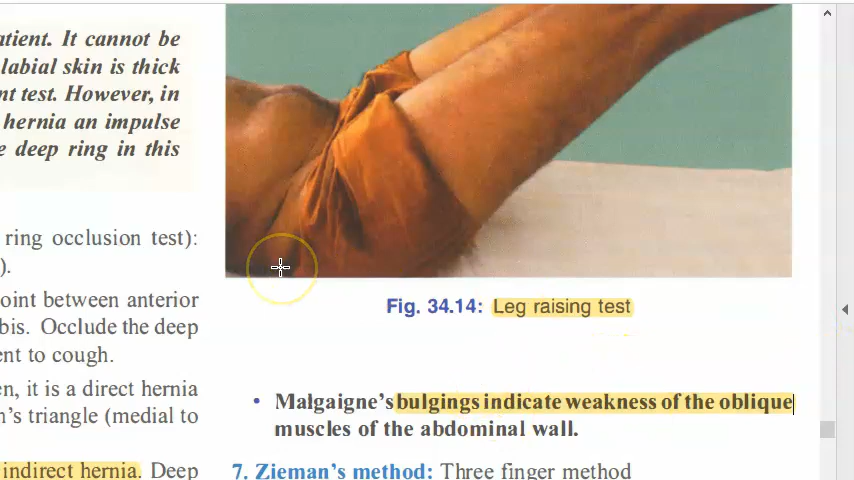 atient. It cannot be
labial skin is thick
nt test. However, in
hernia an impulse
e deep ring in this
ring occlusion test):
).
oint between anterior
bis. Occlude the deep
ent to cough.
en, it is a direct hernia
n's triangle (medial to
indirect hernia. Deep
Fig. 34.14: Leg raising test
• Malgaigne's bulgings indicate weakness of the oblique
muscles of the abdominal wall.
7. Zieman's method: Three finger method